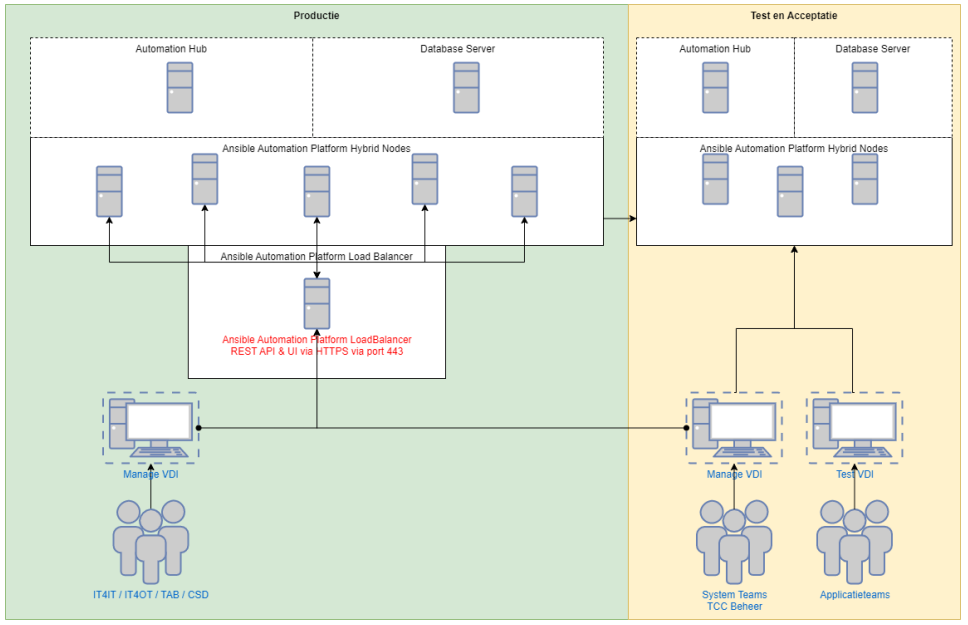 Productie
Test en Acceptatie
Automation Hub
Database Server
Automation Hub
Database Server
Ansible Automation Platform Hybrid Nodes
Ansible Automation Platform Hybrid Nodes
Ansible Automation Platform Load Balancer
Ansible Automation Platform LoadBalancer
REST API & UI via HTTPS via port 443
Manage VDI
Manage VDI
Test VDI
IT4IT / IT4OT / TAB / CSD
System Teams
TCC Beheer
Applicatieteams